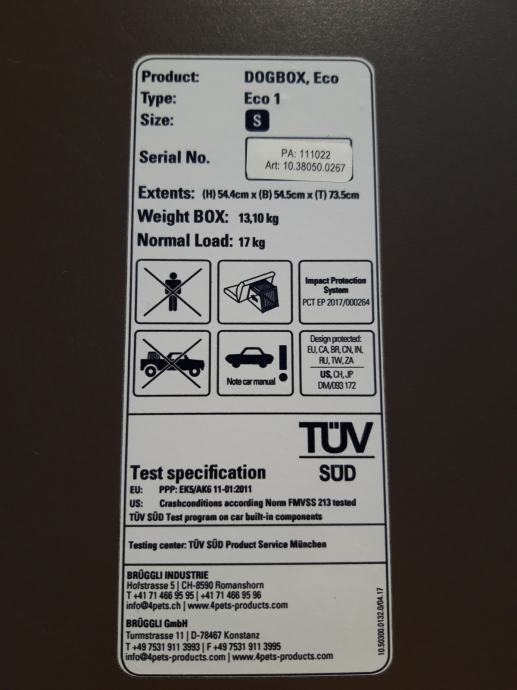 Product: DOGBOX, Eco
Type: Eco 1
Size: S
Serial No. PA: 111022
Art: 10.38050.0267
Extents: (H) 54.4cm x (B) 54.5cm x (T) 73.5cm
Weight BOX: 13,10 kg
Normal Load: 17 kg
Impact Protection
System
PCT EP 2017/000264
Note car manual
Design protected:
EU, CA, BR, CN, IN,
RU, TW, ZA
US, CH, JP
DM/093 172
TÜV
SÜD
Test specification
EU: PPP: EK5/AK6 11-01:2011
US: Crashconditions according Norm FMVSS 213 tested
TÜV SÜD Test program on car built-in components
Testing center: TÜV SÜD Product Service München
BRÜGGLI INDUSTRIE
Hofstrasse 5 | CH-8590 Romanshorn
T +41 71 466 95 95 | +41 71 466 95 96
info@4pets.ch | www.4pets-products.com
BRÜGGLI GmbH
Turmstrasse 11 | D-78467 Konstanz
T +49 7531 911 3993 | F +49 7531 911 3995
info@4pets-products.com | www.4pets-products.com
10.50300.0132.0/04.17